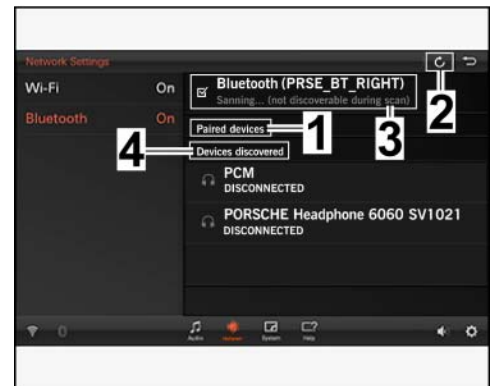 Network Settings
2
Wi-Fi On
Bluetooth (PRSE_BT_RIGHT)
Sanning... (not discoverable during scan)
3
Bluetooth On
Paired devices
1
4
Devices discovered
PCM
DISCONNECTED
PORSCHE Headphone 6060 SV1021
DISCONNECTED
Audio Network System Help